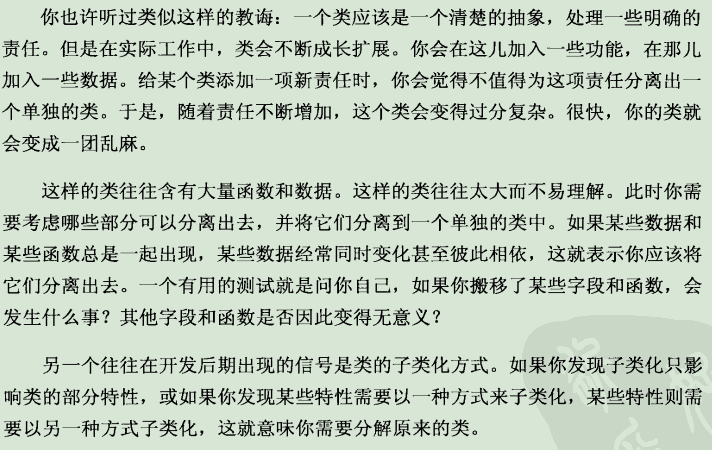 你也许听过类似这样的教诲：一个类应该是一个清楚的抽象，处理一些明确的
责任。但是在实际工作中，类会不断成长扩展。你会在这儿加入一些功能，在那儿
加入一些数据。给某个类添加一项新责任时，你会觉得不值得为这项责任分离出一
个单独的类。于是，随着责任不断增加，这个类会变得过分复杂。很快，你的类就
会变成一团乱麻。
这样的类往往含有大量函数和数据。这样的类往往太大而不易理解。此时你需
要考虑哪些部分可以分离出去，并将它们分离到一个单独的类中。如果某些数据和
某些函数总是一起出现，某些数据经常同时变化甚至彼此相依，这就表示你应该将
它们分离出去。一个有用的测试就是问你自己，如果你搬移了某些字段和函数，会
发生什么事？其他字段和函数是否因此变得无意义？
另一个往往在开发后期出现的信号是类的子类化方式。如果你发现子类化只影
响类的部分特性，或如果你发现某些特性需要以一种方式来子类化，某些特性则需
要以另一种方式子类化，这就意味你需要分解原来的类。